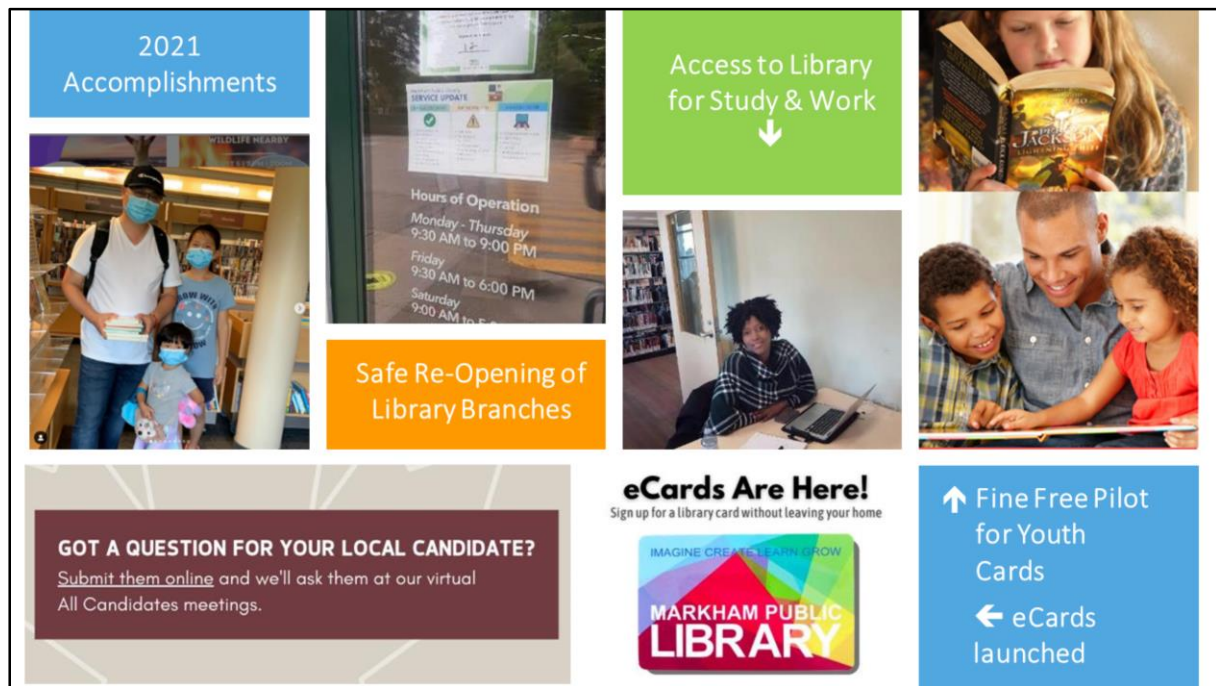 2021
Accomplishments
WILDLIFE NEARBY
SERVICE UPDATE
Hours of Operation
Monday - Thursday
9:30 AM to 9:00 PM
Friday
9:30 AM to 6:00 PM
Saturday
9:00 AM to
Safe Re-Opening of
Library Branches
Access to Library
for Study & Work
↓
JACKSON
GOT A QUESTION FOR YOUR LOCAL CANDIDATE?
Submit them online and we'll ask them at our virtual
All Candidates meetings.
eCards Are Here!
Sign up for a library card without leaving your home
IMAGINE CREATE LEARN GROW
MARKHAM PUBLIC
LIBRARY
↑ Fine Free Pilot
for Youth
Cards
← eCards
launched